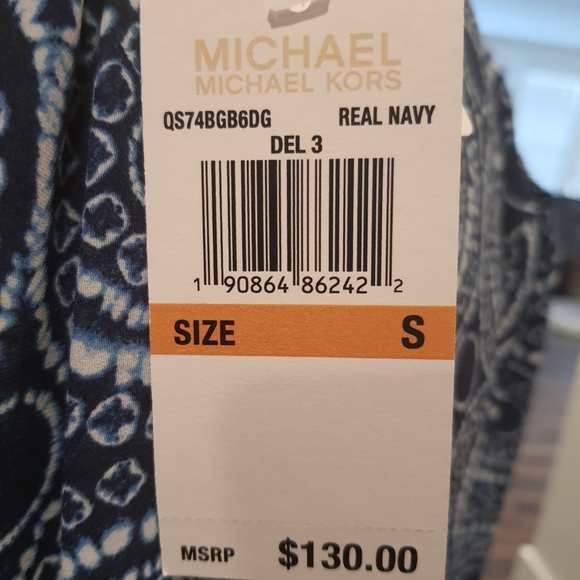 MICHAEL
MICHAEL KORS
QS74BGB6DG REAL NAVY
DEL 3
1 90864 86242 2
SIZE S
MSRP $130.00